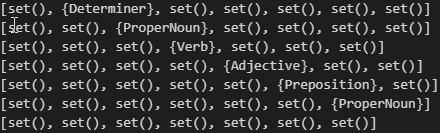 [set(), {Determiner}, set(), set(), set(), set(), set()]
[set(), set(), {ProperNoun}, set(), set(), set(), set()]
[set(), set(), set(), {Verb}, set(), set(), set()]
[set(), set(), set(), set(), {Adjective}, set(), set()]
[set(), set(), set(), set(), set(), {Preposition}, set()]
[set(), set(), set(), set(), set(), set(), {ProperNoun}]
[set(), set(), set(), set(), set(), set(), set()]